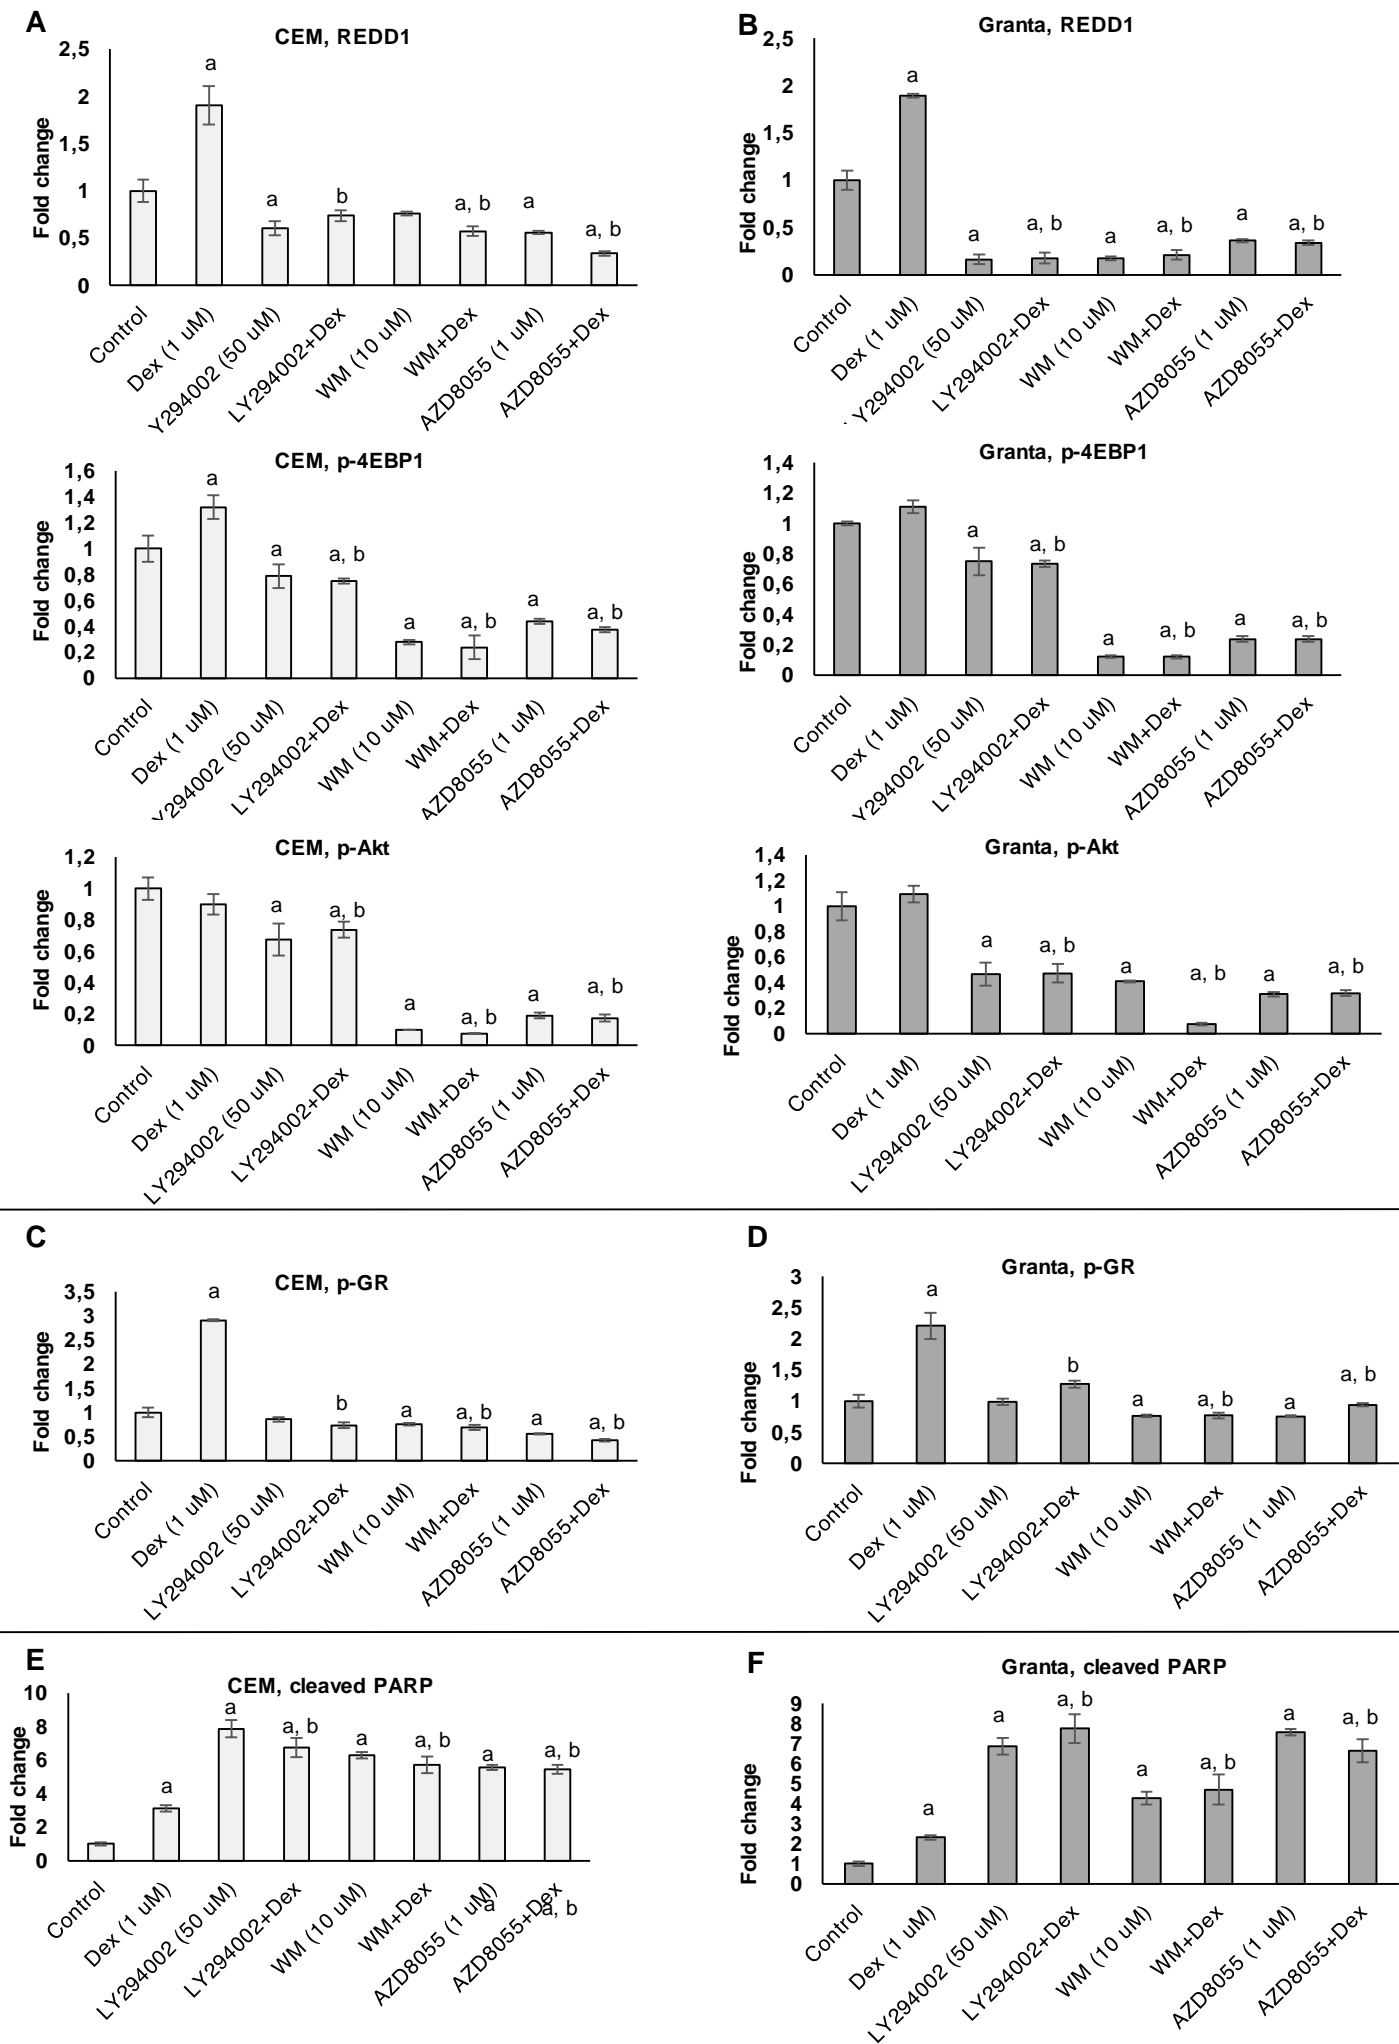 A
CEM, REDD1
Fold change
2,5
2
1,5
1
0,5
0
a
a
b
a, b
a
a, b
Control
Dex (1 uM)
Y294002 (50 uM)
LY294002+Dex
WM (10 uM)
WM+Dex
AZD8055 (1 uM)
AZD8055+Dex
B
Granta, REDD1
Fold change
2,5
2
1,5
1
0,5
0
a
a
a, b
a
a, b
a
a, b
Control
Dex (1 uM)
LY294002 (50 uM)
LY294002+Dex
WM (10 uM)
WM+Dex
AZD8055 (1 uM)
AZD8055+Dex
CEM, p-4EBP1
Fold change
1,6
1,4
1,2
1
0,8
0,6
0,4
0,2
0
a
a
a, b
a
a, b
a
a, b
Control
Dex (1 uM)
Y294002 (50 uM)
LY294002+Dex
WM (10 uM)
WM+Dex
AZD8055 (1 uM)
AZD8055+Dex
Granta, p-4EBP1
Fold change
1,4
1,2
1
0,8
0,6
0,4
0,2
0
a
a, b
a
a, b
a
a, b
Control
Dex (1 uM)
Y294002 (50 uM)
LY294002+Dex
WM (10 uM)
WM+Dex
AZD8055 (1 uM)
AZD8055+Dex
CEM, p-Akt
Fold change
1,2
1
0,8
0,6
0,4
0,2
0
a
a, b
a
a, b
a
a, b
Control
Dex (1 uM)
LY294002 (50 uM)
LY294002+Dex
WM (10 uM)
WM+Dex
AZD8055 (1 uM)
AZD8055+Dex
Granta, p-Akt
Fold change
1,4
1,2
1
0,8
0,6
0,4
0,2
0
a
a, b
a
a, b
a
a, b
Control
Dex (1 uM)
LY294002 (50 uM)
LY294002+Dex
WM (10 uM)
WM+Dex
AZD8055 (1 uM)
AZD8055+Dex
C
CEM, p-GR
Fold change
3,5
3
2,5
2
1,5
1
0,5
0
a
b
a
a, b
a
a, b
Control
Dex (1 uM)
LY294002 (50 uM)
LY294002+Dex
WM (10 uM)
WM+Dex
AZD8055 (1 uM)
AZD8055+Dex
D
Granta, p-GR
Fold change
3
2,5
2
1,5
1
0,5
0
a
b
a
a, b
a
a, b
Control
Dex (1 uM)
LY294002 (50 uM)
LY294002+Dex
WM (10 uM)
WM+Dex
AZD8055 (1 uM)
AZD8055+Dex
E
CEM, cleaved PARP
Fold change
10
8
6
4
2
0
a
a
a, b
a
a, b
a
a, b
Control
Dex (1 uM)
LY294002 (50 uM)
LY294002+Dex
WM (10 uM)
WM+Dex
AZD8055 (1 uM)
AZD8055+Dex
a
a, b
F
Granta, cleaved PARP
Fold change
9
8
7
6
5
4
3
2
1
0
a
a
a, b
a
a, b
a
a, b
Control
Dex (1 uM)
LY294002 (50 uM)
LY294002+Dex
WM (10 uM)
WM+Dex
AZD8055 (1 uM)
AZD8055+Dex